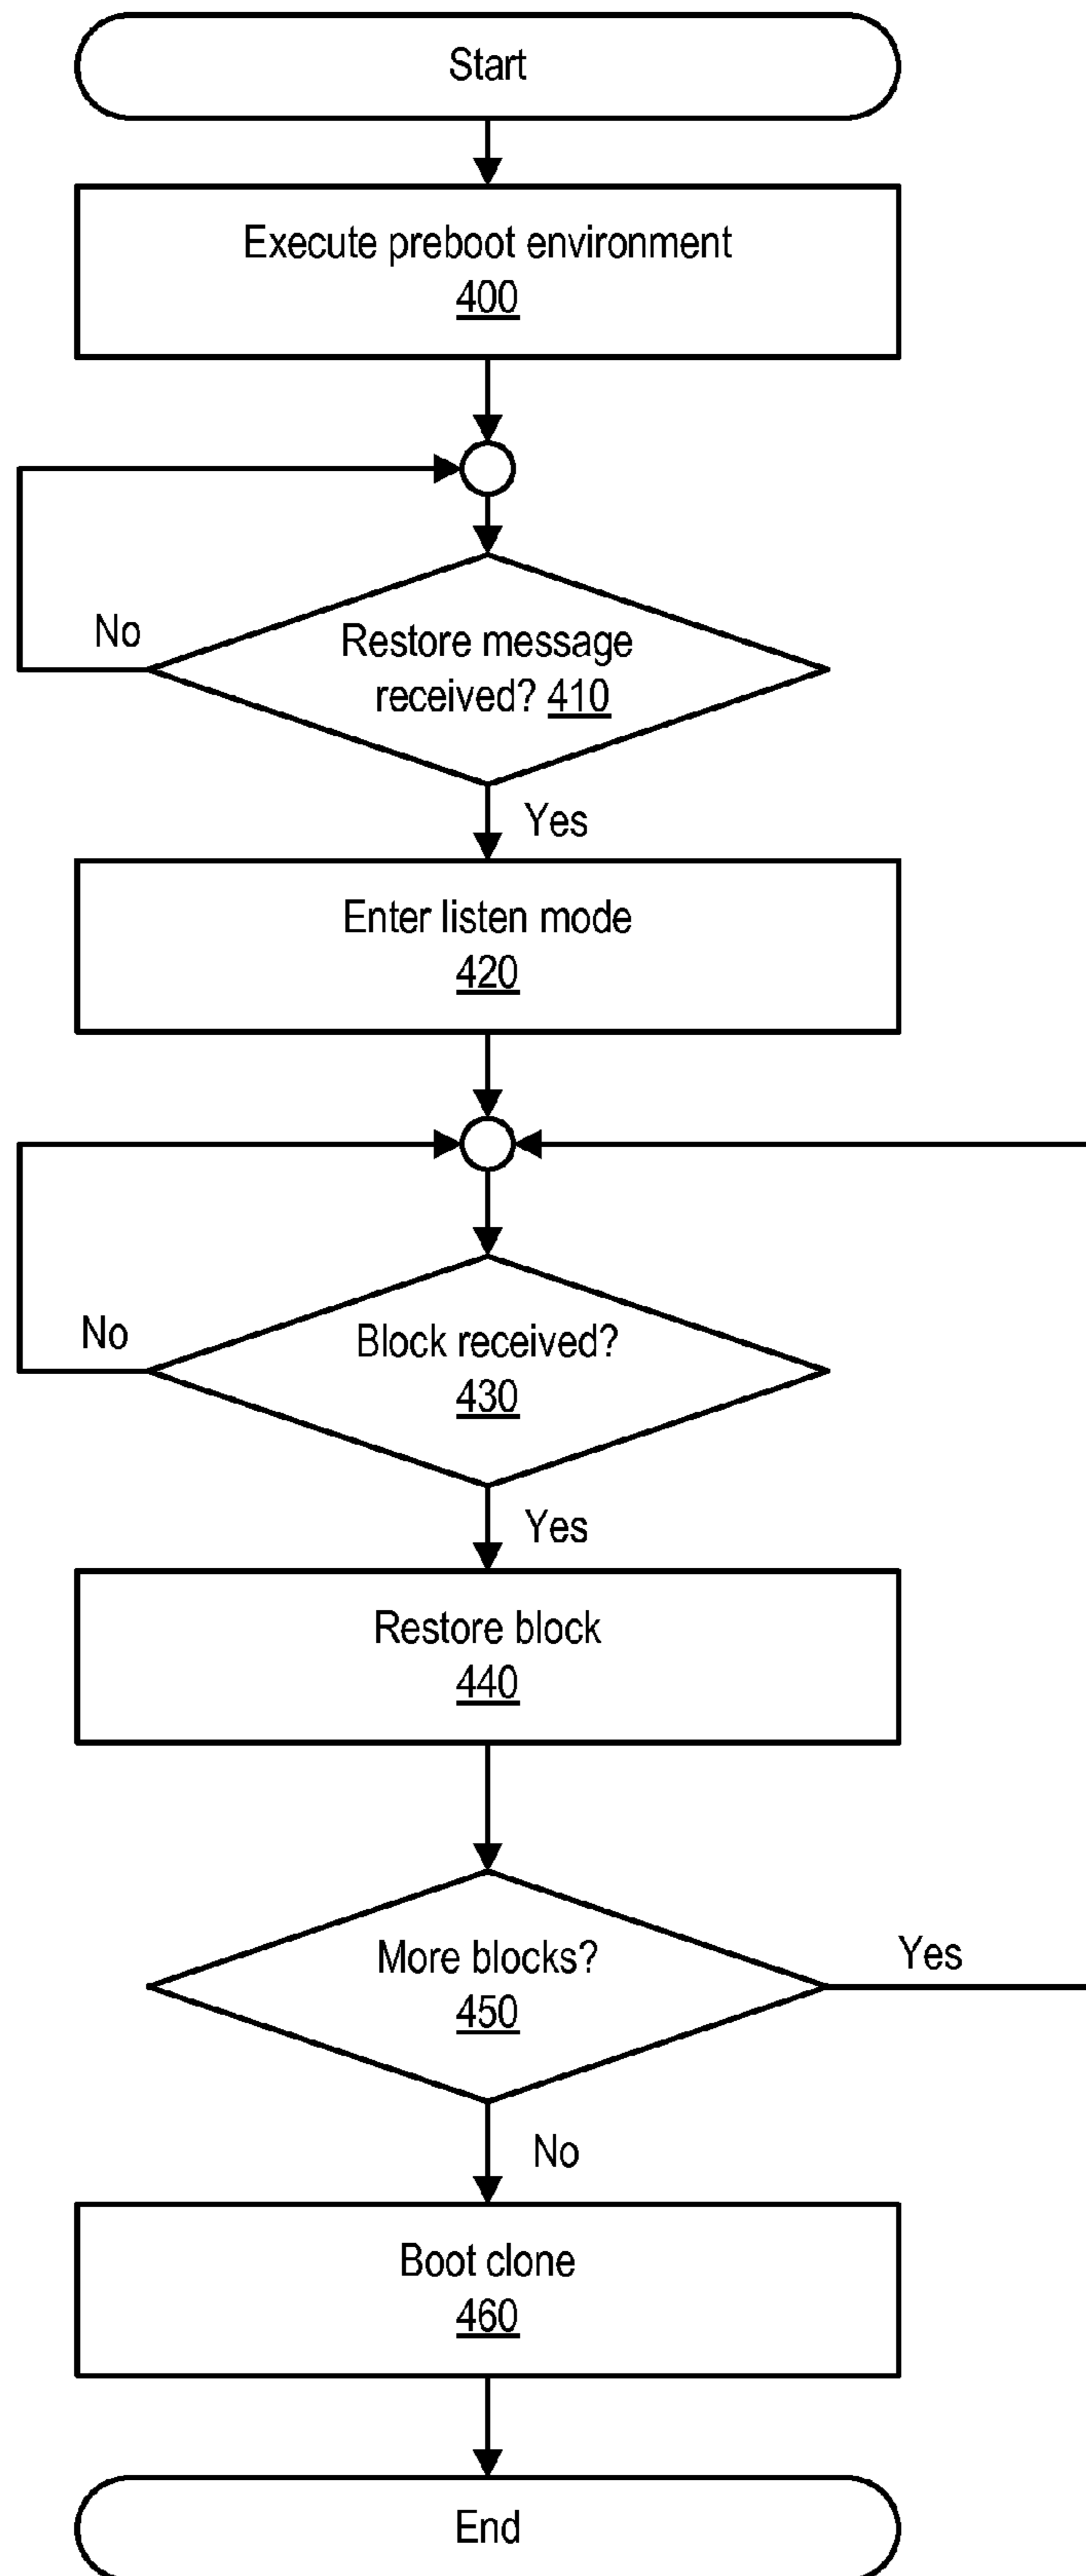 Start
Execute preboot environment
400
No
Restore message
received? 410
Yes
Enter listen mode
420
No
Block received?
430
Yes
Restore block
440
More blocks?
450
Yes
No
Boot clone
460
End